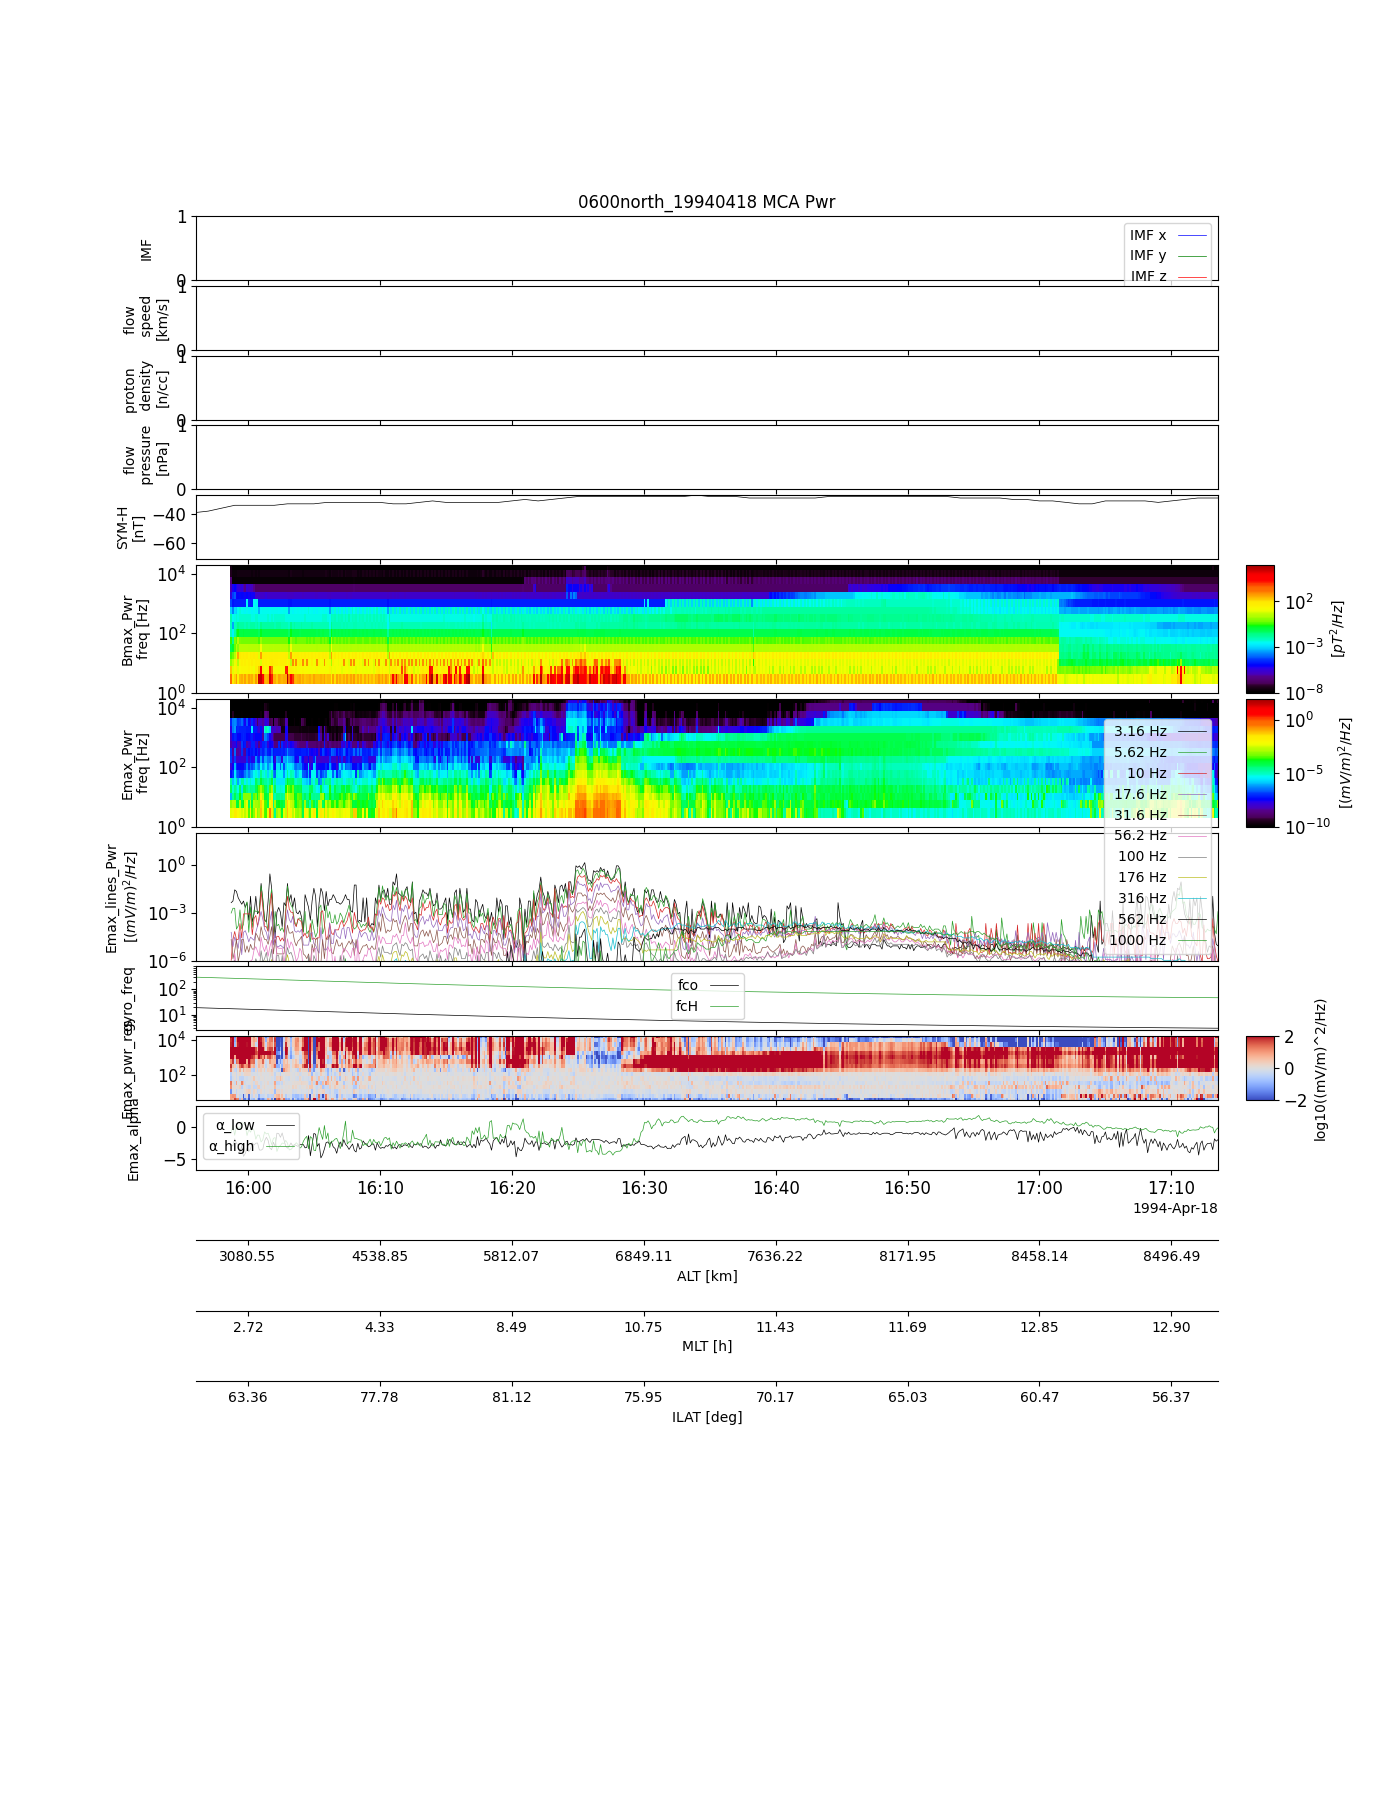 0600north_19940418 MCA Pwr
1
0
IMF
IMF x
IMF y
IMF z
1
0
flow
speed
[km/s]
1
0
proton
density
[n/cc]
1
0
flow
pressure
[nPa]
−40
−60
SYM-H
[nT]
10^4
10^2
10^0
Bmax_Pwr
freq [Hz]
10^2
10^−3
10^−8
[pT^2/Hz]
10^4
10^2
10^0
Emax_Pwr
freq [Hz]
10^0
10^−5
10^−10
[(mV/m)^2/Hz]
3.16 Hz
5.62 Hz
10 Hz
17.6 Hz
31.6 Hz
56.2 Hz
100 Hz
176 Hz
316 Hz
562 Hz
1000 Hz
10^0
10^−3
10^−6
Emax_lines_Pwr
[(mV/m)^2/Hz]
10^2
10^1
gyro_freq
fco
fcH
10^4
10^2
Emax_pwr_reg
2
0
−2
log10((mV/m)^2/Hz)
0
−5
Emax_alpha
α_low
α_high
16:00 16:10 16:20 16:30 16:40 16:50 17:00 17:10
1994-Apr-18
3080.55 4538.85 5812.07 6849.11 7636.22 8171.95 8458.14 8496.49
ALT [km]
2.72 4.33 8.49 10.75 11.43 11.69 12.85 12.90
MLT [h]
63.36 77.78 81.12 75.95 70.17 65.03 60.47 56.37
ILAT [deg]